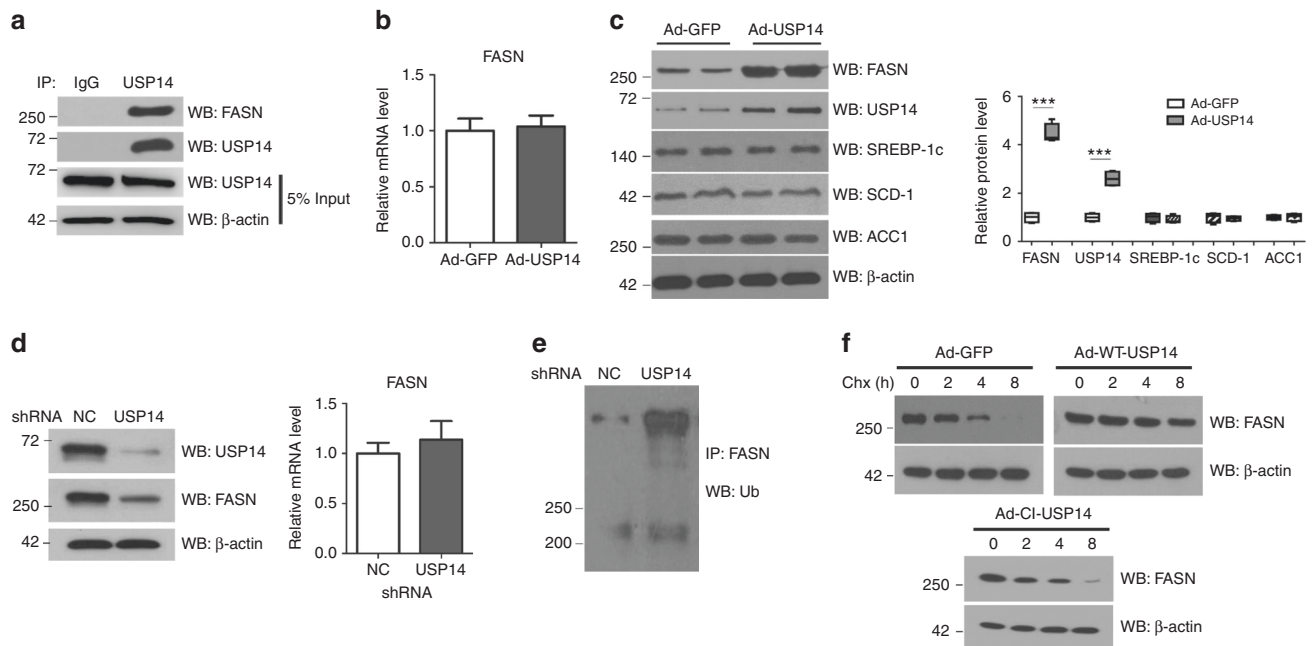 a
IP: IgG USP14
250
72
72
42
WB: FASN
WB: USP14
WB: USP14
WB: β-actin
5% Input
b
FASN
Relative mRNA level
1.5
1.0
0.5
0.0
Ad-GFP Ad-USP14
c
Ad-GFP Ad-USP14
250
72
140
42
250
42
WB: FASN
WB: USP14
WB: SREBP-1c
WB: SCD-1
WB: ACC1
WB: β-actin
Relative protein level
6
4
2
0
***
***
Ad-GFP
Ad-USP14
FASN USP14 SREBP-1c SCD-1 ACC1
d
shRNA NC USP14
72
250
42
WB: USP14
WB: FASN
WB: β-actin
FASN
Relative mRNA level
1.5
1.0
0.5
0.0
NC USP14
shRNA
e
shRNA NC USP14
250
200
IP: FASN
WB: Ub
f
Ad-GFP Ad-WT-USP14
Chx (h) 0 2 4 8 0 2 4 8
250
42
WB: FASN
WB: β-actin
Ad-CI-USP14
0 2 4 8
250
42
WB: FASN
WB: β-actin